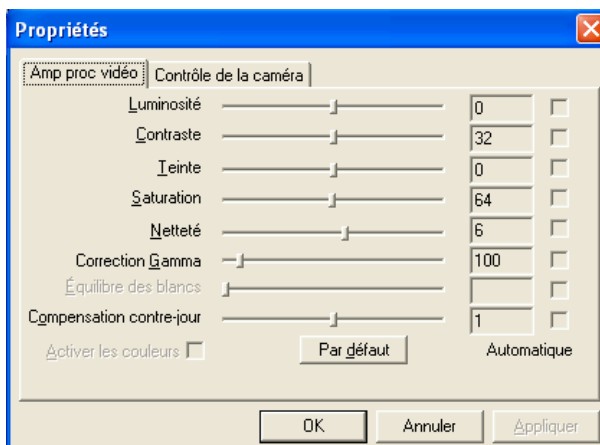 Propriétés
Amp proc vidéo Contrôle de la caméra
Luminosité 0
Contraste 32
Teinte 0
Saturation 64
Netteté 6
Correction Gamma 100
Équilibre des blancs
Compensation contre-jour 1
Activer les couleurs Par défaut Automatique
OK Annuler Appliquer